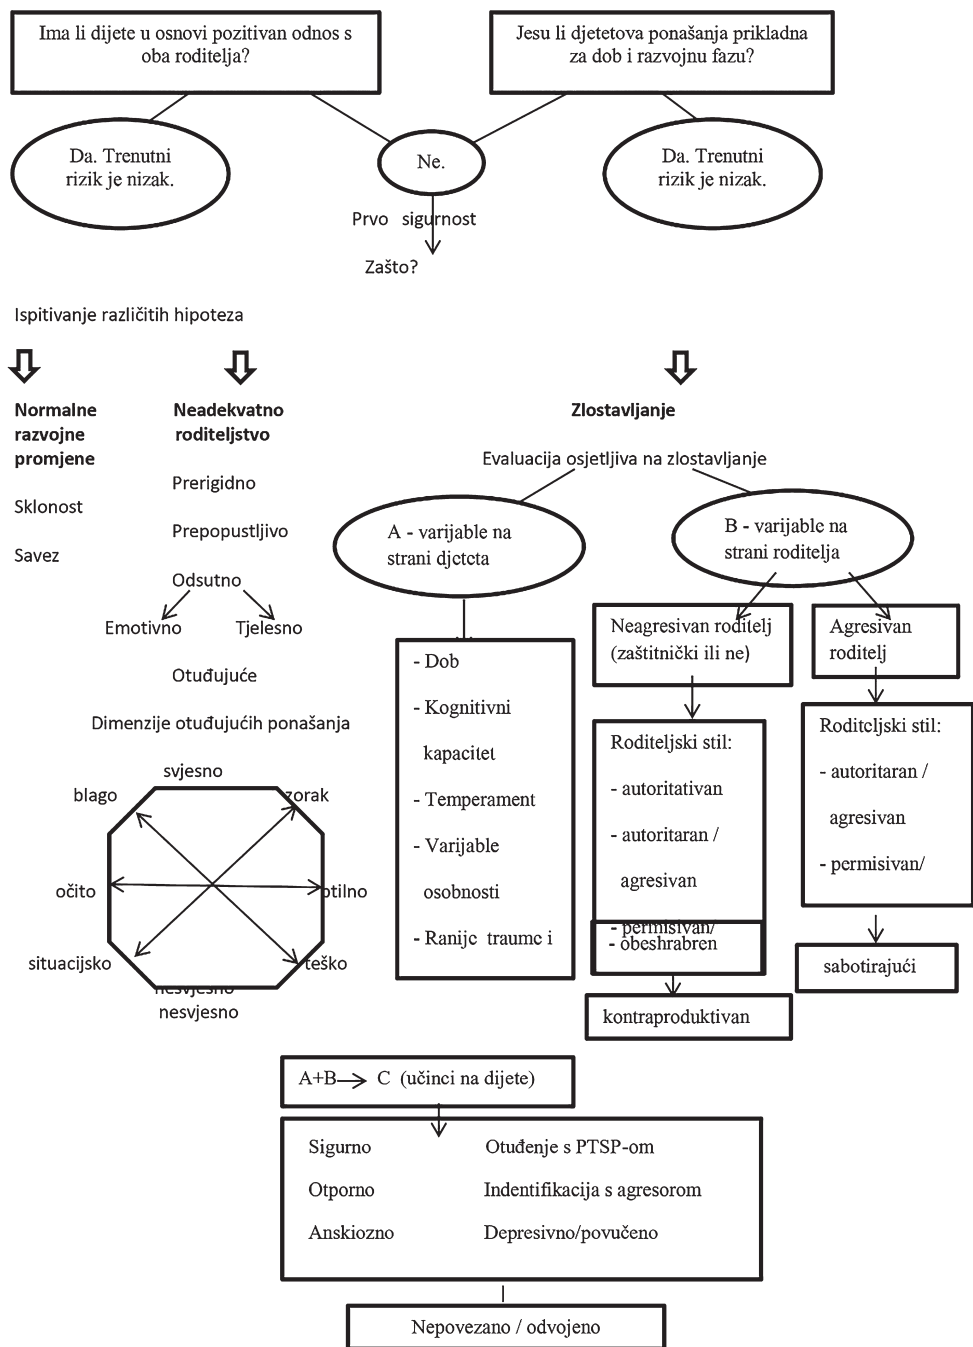 Ima li dijete u osnovi pozitivan odnos s
oba roditelja?
Jesu li djetetova ponašanja prikladna
za dob i razvojnu fazu?
Da. Trenutni
rizik je nizak.
Ne.
Da. Trenutni
rizik je nizak.
Prvo sigurnost
Zašto?
Ispitivanje različitih hipoteza
Normalne
razvojne
promjene
Sklonost
Savez
Neadekvatno
roditeljstvo
Prerigidno
Prepopustljivo
Odsutno
Emotivno
Tjelesno
Otuđujuće
Dimenzije otuđujućih ponašanja
svjesno
blago
zorak
očito
ptilno
situacijsko
teško
nesvjesno
nesvjesno
Zlostavljanje
Evaluacija osjetljiva na zlostavljanje
A - varijable na
strani djeteta
- Dob
- Kognitivni
kapacitet
- Temperament
- Varijable
osobnosti
- Ranije traume i
B - varijable na
strani roditelja
Neagresivan roditelj
(zaštitnički ili ne)
Roditeljski stil:
- autoritativan
- autoritaran /
agresivan
- permisivan/
- obeshrabren
kontraproduktivan
Agresivan
roditelj
Roditeljski stil:
- autoritaran /
agresivan
- permisivan/
sabotirajući
A+B C (učinci na dijete)
Sigurno Otuđenje s PTSP-om
Otporno Indentifikacija s agresorom
Anskiozno Depresivno/povučeno
Nepovezano / odvojeno